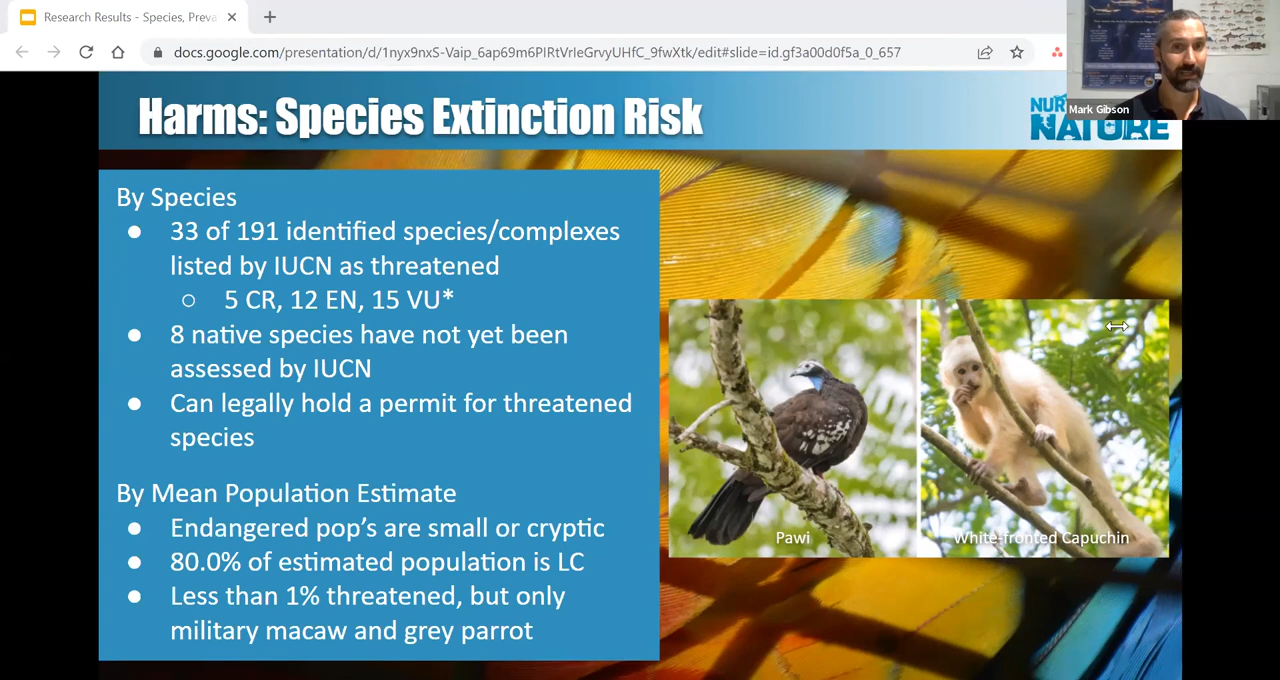 Research Results - Species, Preva
docs.google.com/presentation/d/1nyx9nxS-Vaip_6ap69m6PIRtVrIeGrvyUHfC_9fwXtk/edit#slide=id.gf3a00d0f5a_0_657
Mark Gibson
Harms: Species Extinction Risk
NUR
NATURE
By Species
● 33 of 191 identified species/complexes
listed by IUCN as threatened
○ 5 CR, 12 EN, 15 VU*
● 8 native species have not yet been
assessed by IUCN
● Can legally hold a permit for threatened
species
By Mean Population Estimate
● Endangered pop's are small or cryptic
● 80.0% of estimated population is LC
● Less than 1% threatened, but only
military macaw and grey parrot
Pawi
White-fronted Capuchin